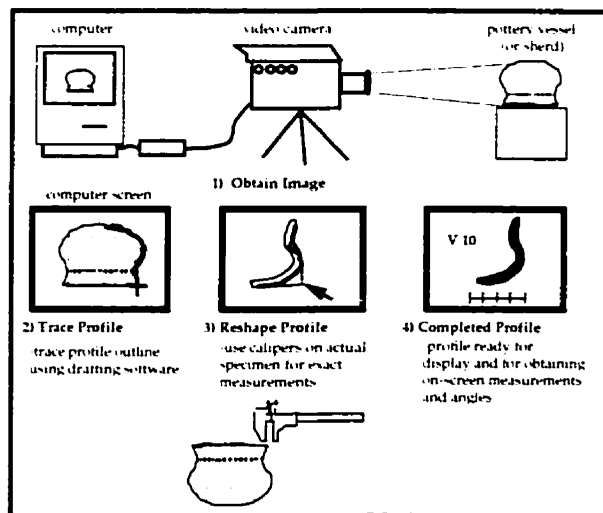 computer
video camera
pottery vessel
(or sherd)
1) Obtain Image
computer screen
V 10
2) Trace Profile
-trace profile outline
using drafting software
3) Reshape Profile
-use calipers on actual
specimen for exact
measurements
4) Completed Profile
profile ready for
display and for obtaining
on-screen measurements
and angles